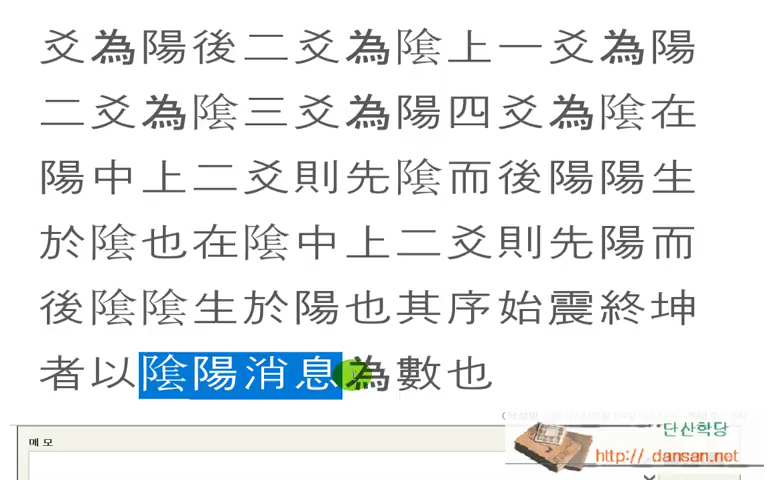 爻為陽後二爻為陰上一爻為陽
二爻為陰三爻為陽四爻為陰在
陽中上二爻則先陰而後陽陽生
於陰也在陰中上二爻則先陽而
後陰陰生於陽也其序始震終坤
者以陰陽消息為數也
메모
단산학당
http:// dansan.net